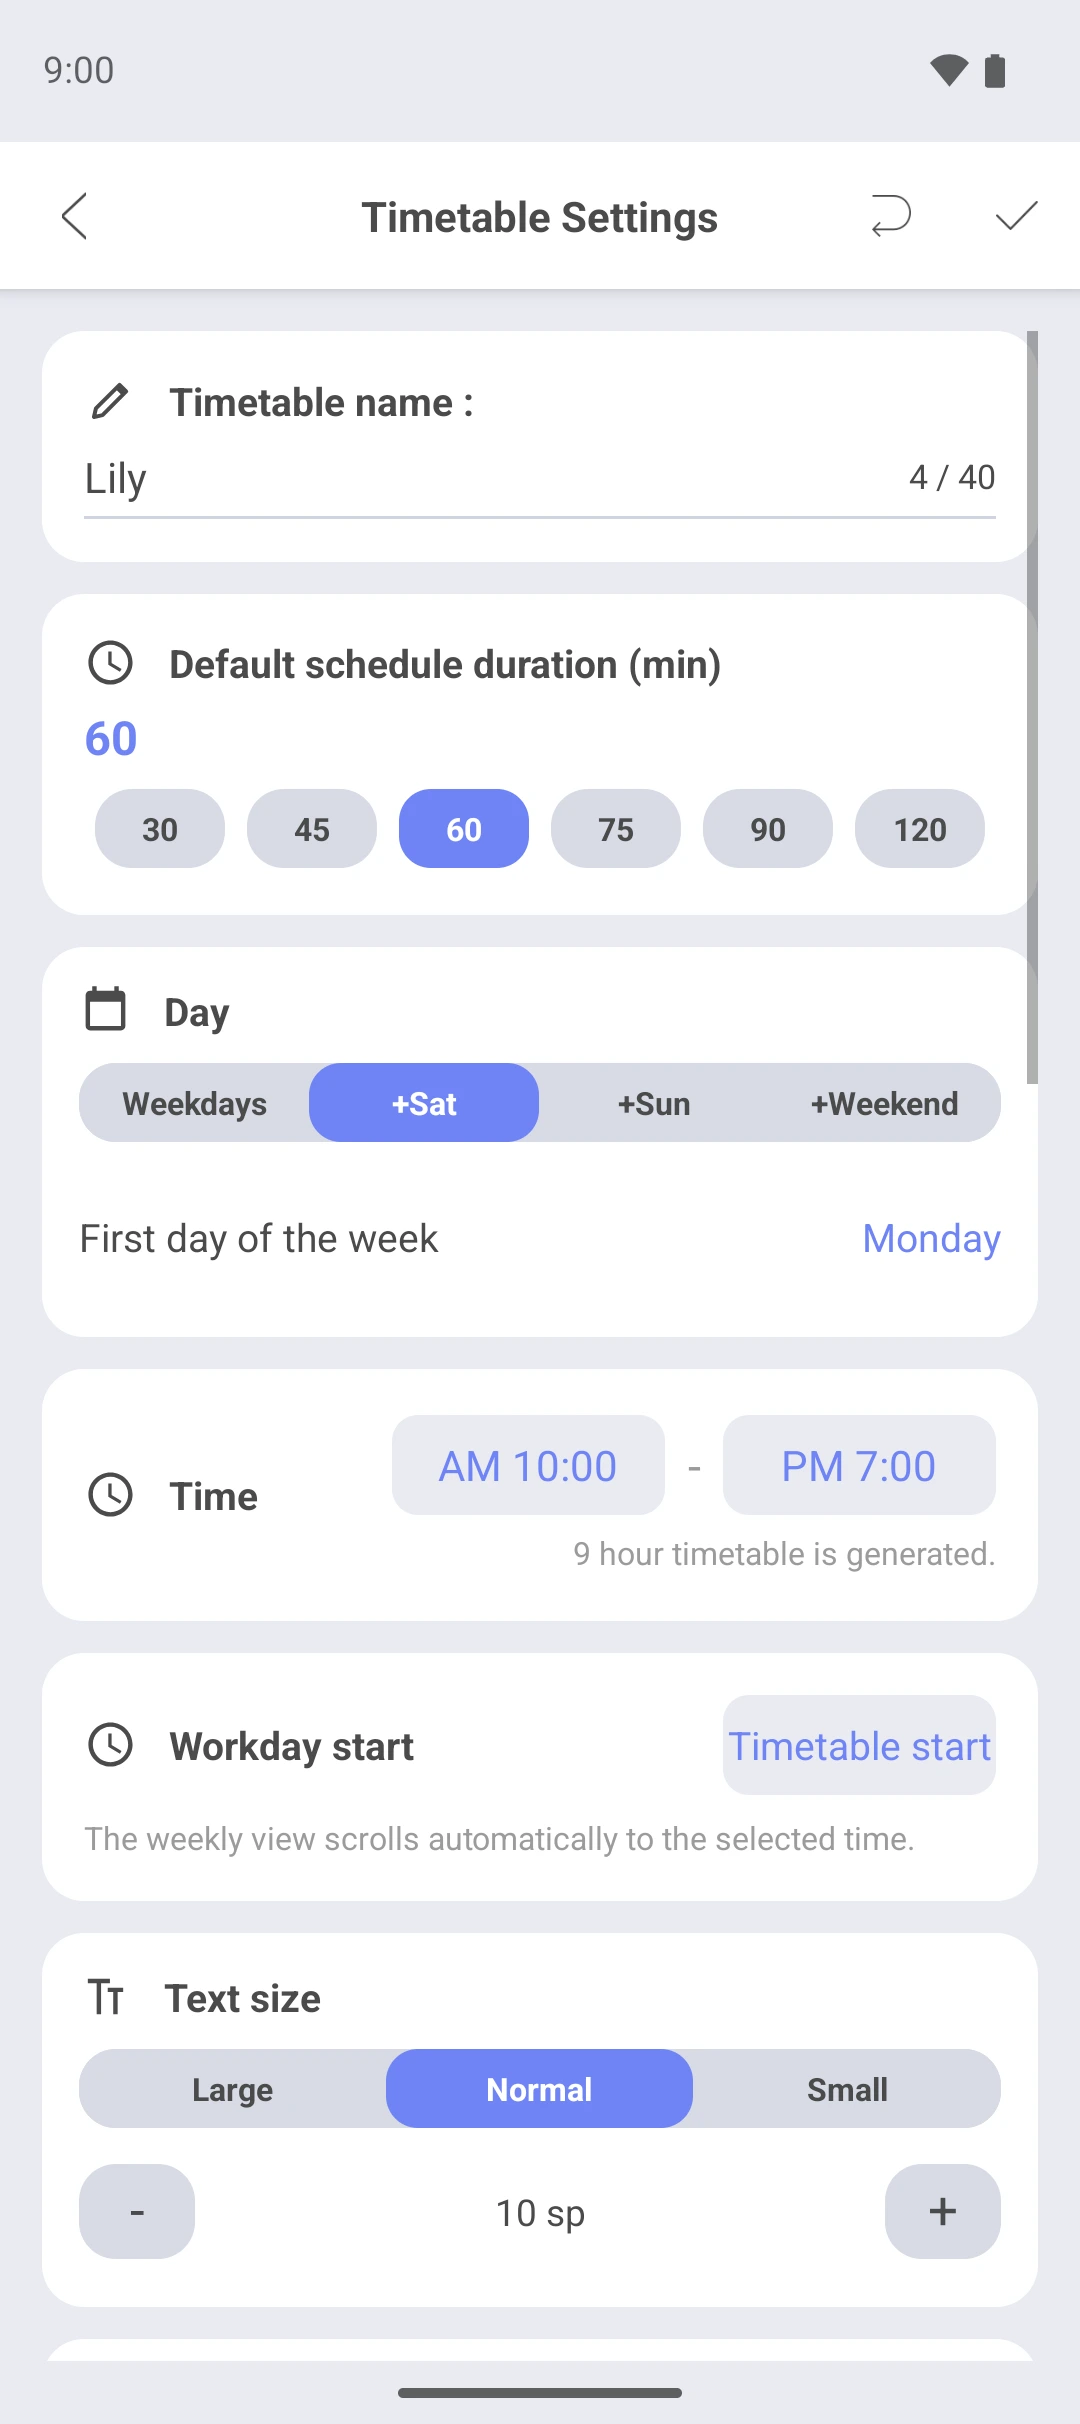 9:00
Timetable Settings
Timetable name :
Lily 4 / 40
Default schedule duration (min)
60
30 45 60 75 90 120
Day
Weekdays +Sat +Sun +Weekend
First day of the week Monday
Time AM 10:00 - PM 7:00
9 hour timetable is generated.
Workday start Timetable start
The weekly view scrolls automatically to the selected time.
Text size
Large Normal Small
- 10 sp +